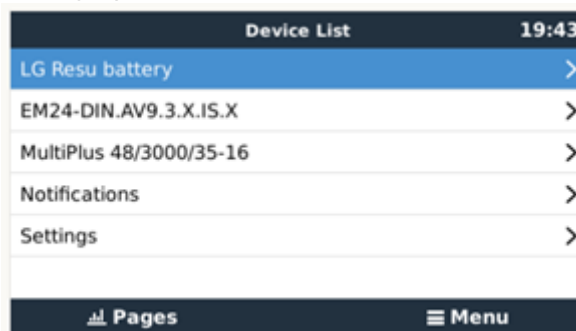 Device List 19:43
LG Resu battery
EM24-DIN.AV9.3.X.IS.X
MultiPlus 48/3000/35-16
Notifications
Settings
Pages Menu